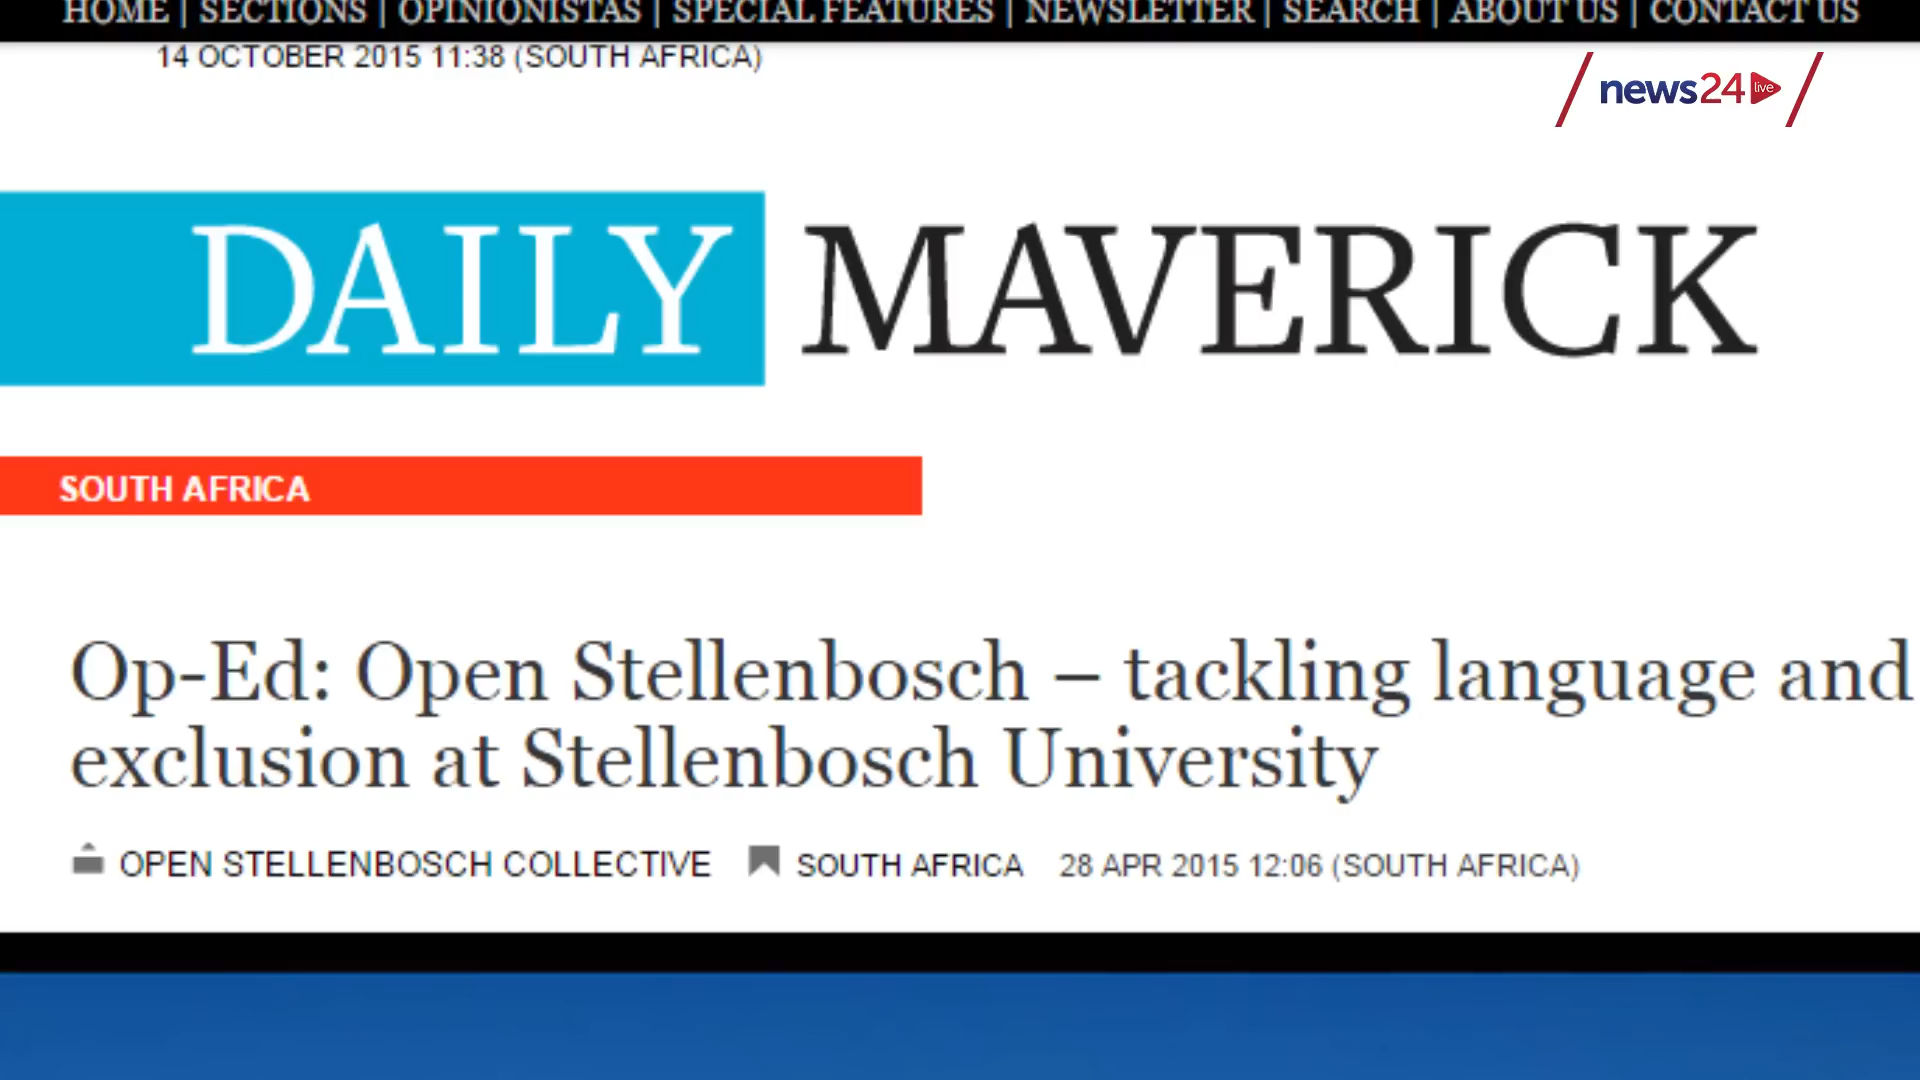 HOME | SECTIONS | OPINIONISTAS | SPECIAL FEATURES | NEWSLETTER | SEARCH | ABOUT US | CONTACT US
14 OCTOBER 2015 11:38 (SOUTH AFRICA)
news24 live
DAILY MAVERICK
SOUTH AFRICA
Op-Ed: Open Stellenbosch – tackling language and
exclusion at Stellenbosch University
OPEN STELLENBOSCH COLLECTIVE SOUTH AFRICA 28 APR 2015 12:06 (SOUTH AFRICA)